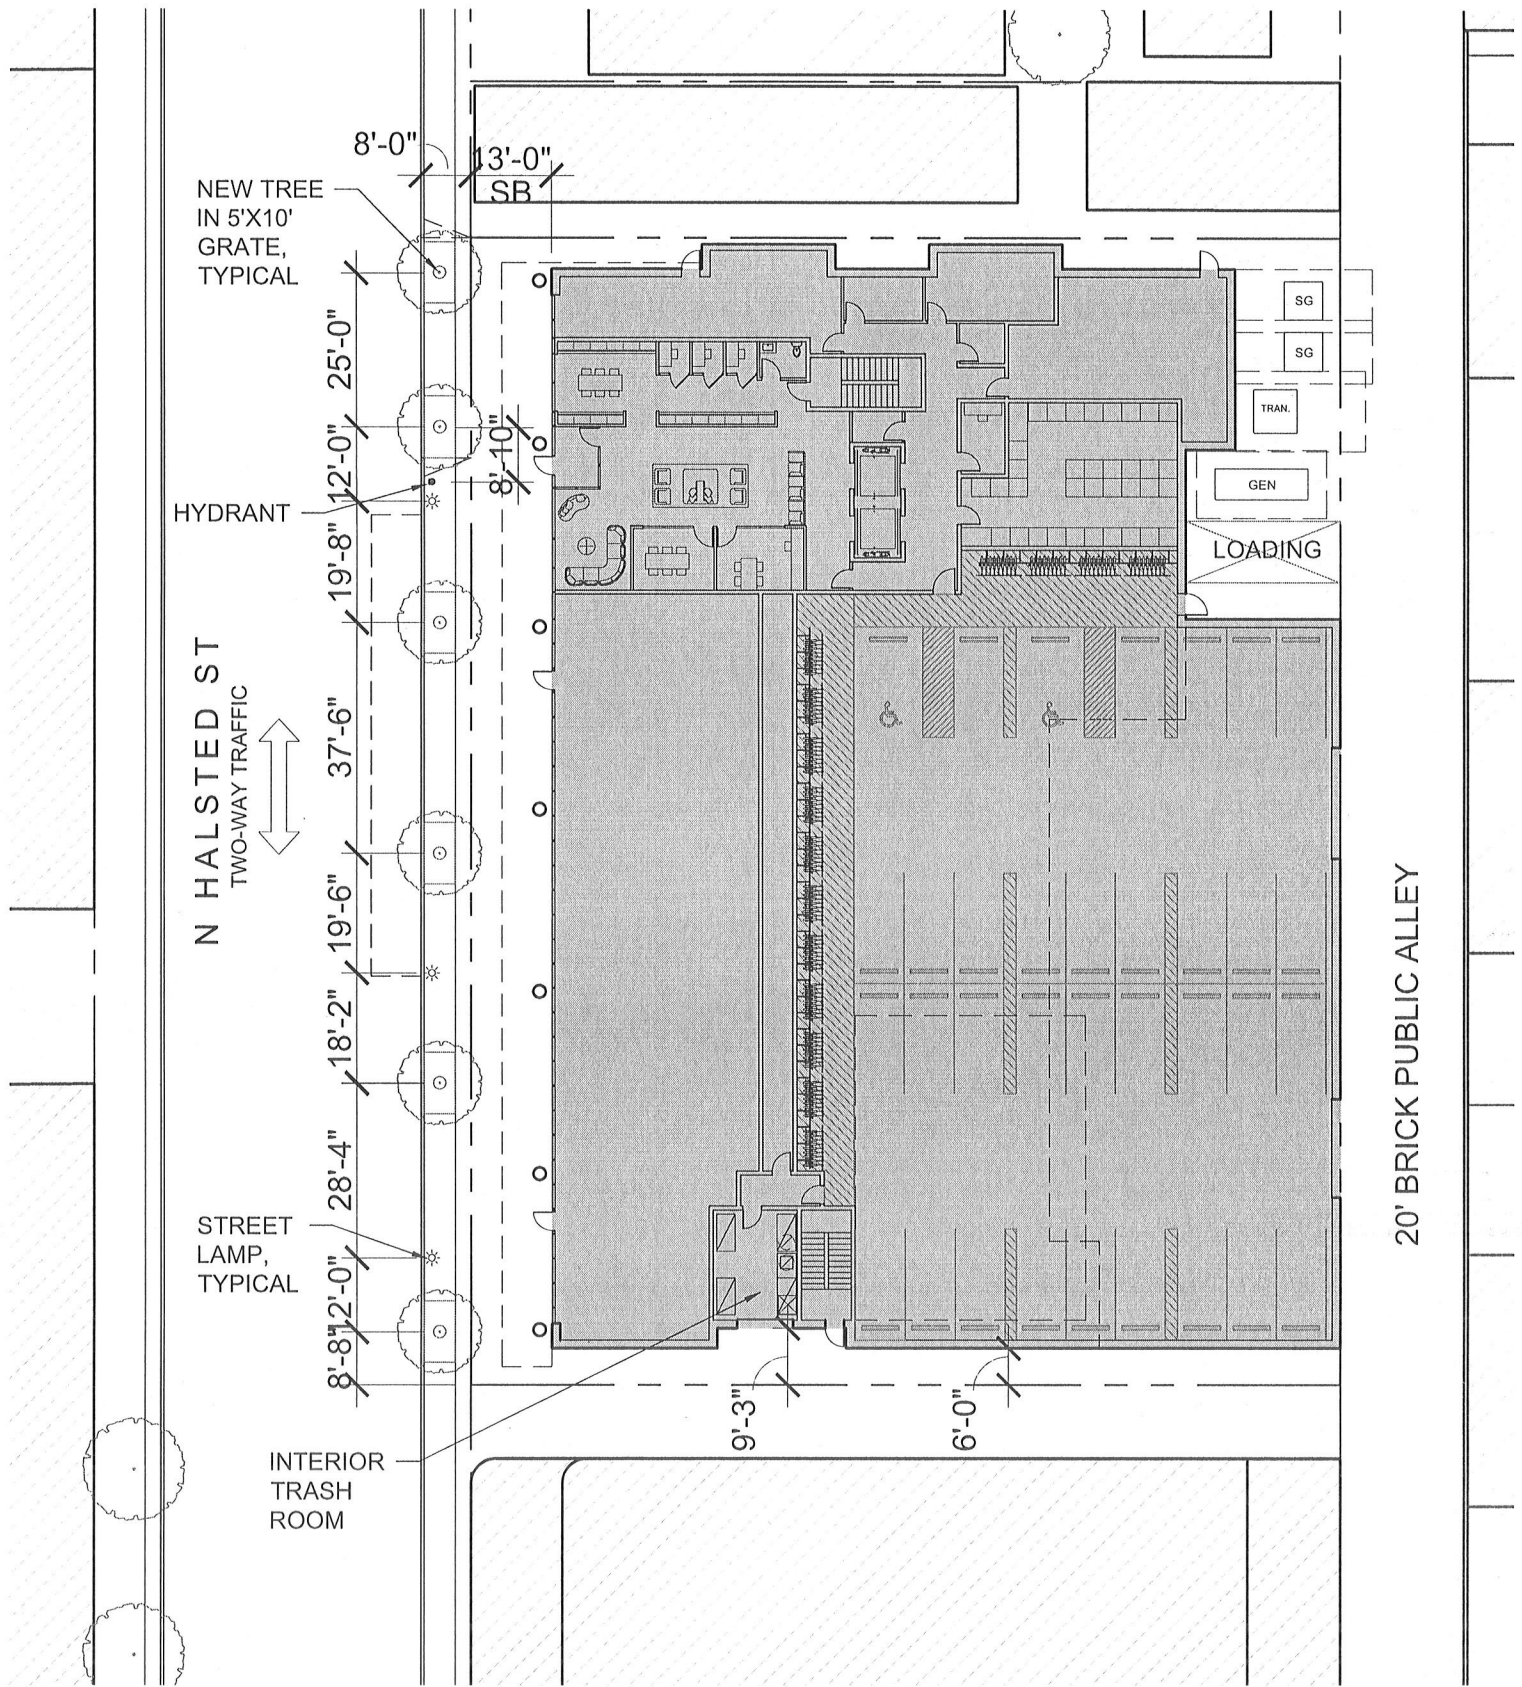 8'-0"
13'-0"
SB
NEW TREE
IN 5'X10'
GRATE,
TYPICAL
25'-0"
12'-0"
8'-10"
HYDRANT
19'-8"
37'-6"
19'-6"
18'-2"
28'-4"
12'-0"
8'-8"
N HALSTED ST
TWO-WAY TRAFFIC
STREET
LAMP,
TYPICAL
INTERIOR
TRASH
ROOM
9'-3"
6'-0"
SG
SG
TRAN.
GEN
LOADING
20' BRICK PUBLIC ALLEY